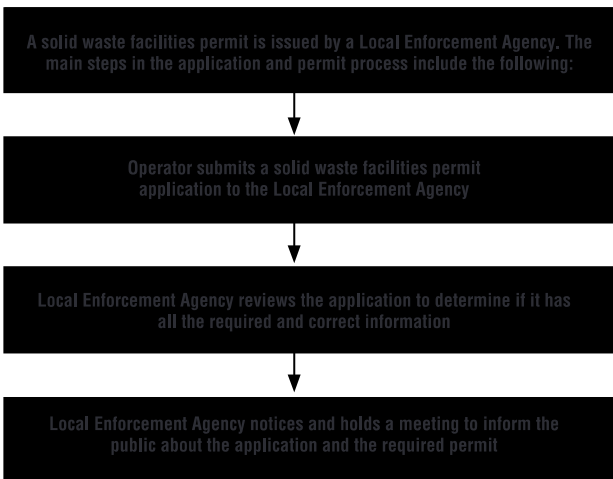 A solid waste facilities permit is issued by a Local Enforcement Agency. The
main steps in the application and permit process include the following:
Operator submits a solid waste facilities permit
application to the Local Enforcement Agency
Local Enforcement Agency reviews the application to determine if it has
all the required and correct information
Local Enforcement Agency notices and holds a meeting to inform the
public about the application and the required permit